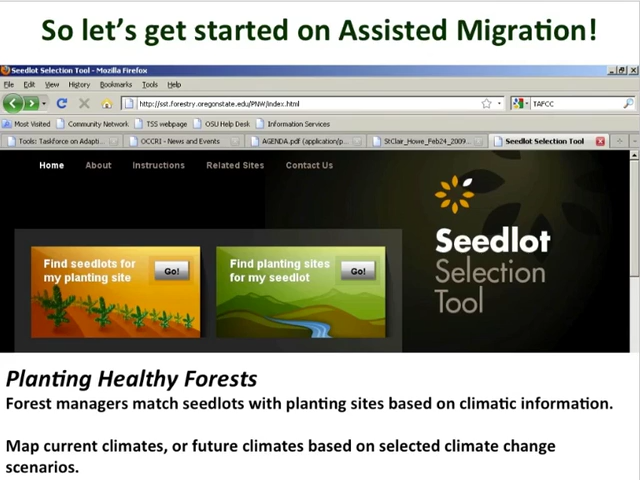 So let's get started on Assisted Migration!
Seedlot Selection Tool - Mozilla Firefox
File Edit View History Bookmarks Tools Help
http://sst.forestry.oregonstate.edu/PNW/index.html
TAFCC
Most Visited Community Network TSS webpage OSU Help Desk Information Services
Tools: Taskforce on Adapti... OCCRI - News and Events AGENDA.pdf (application/p... StClair_Howe_Feb24_2009... Seedlot Selection Tool
Home About Instructions Related Sites Contact Us
Find seedlots for
my planting site
Go!
Find planting sites
for my seedlot
Go!
Seedlot
Selection
Tool
Planting Healthy Forests
Forest managers match seedlots with planting sites based on climatic information.
Map current climates, or future climates based on selected climate change
scenarios.